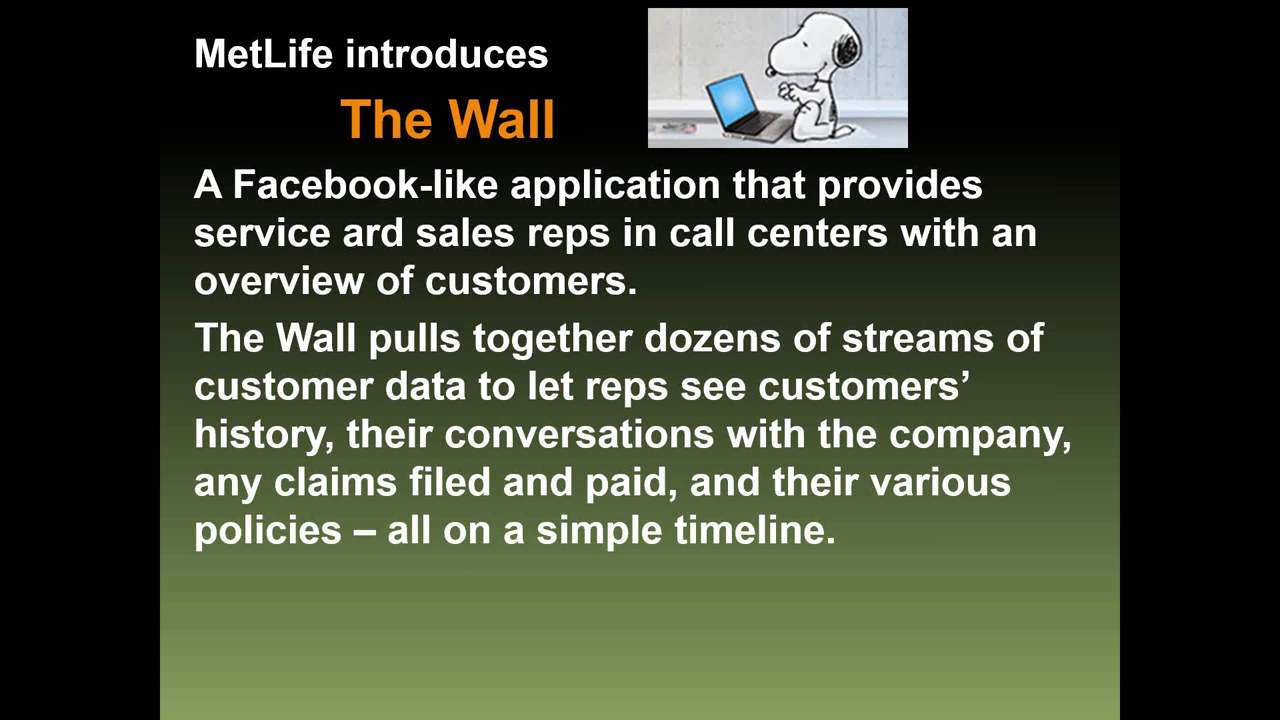 MetLife introduces
The Wall
A Facebook-like application that provides
service ard sales reps in call centers with an
overview of customers.
The Wall pulls together dozens of streams of
customer data to let reps see customers’
history, their conversations with the company,
any claims filed and paid, and their various
policies – all on a simple timeline.